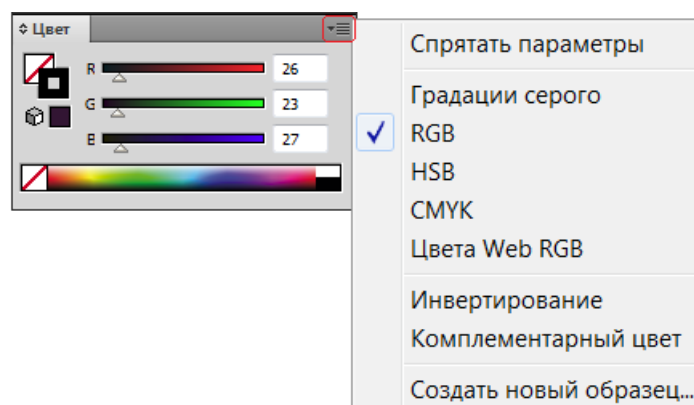 Цвет
R 26
G 23
B 27
Спрятать параметры
Градации серого
RGB
HSB
CMYK
Цвета Web RGB
Инвертирование
Комплементарный цвет
Создать новый образец...